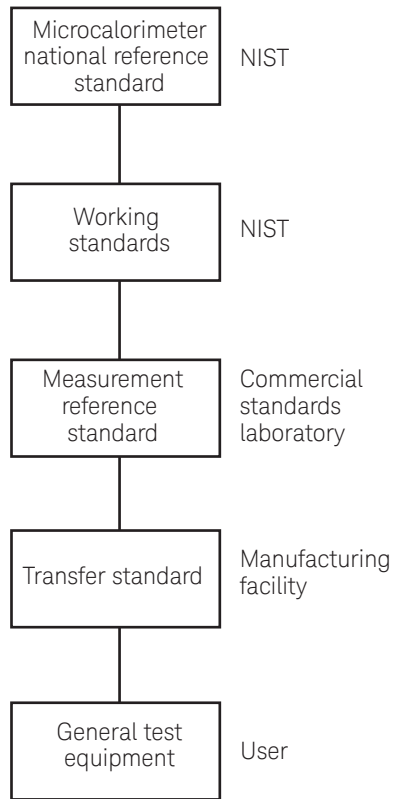 Microcalorimeter
national reference
standard
NIST
Working
standards
NIST
Measurement
reference
standard
Commercial
standards
laboratory
Transfer standard
Manufacturing
facility
General test
equipment
User